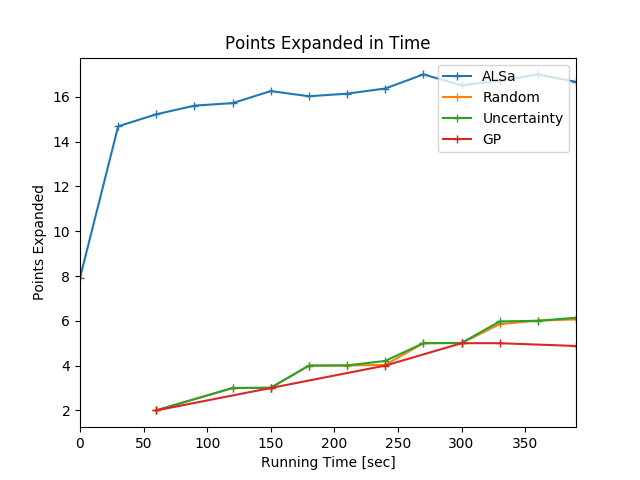 Points Expanded in Time
ALSa
Random
Uncertainty
GP
Points Expanded
16
14
12
10
8
6
4
2
0 50 100 150 200 250 300 350
Running Time [sec]